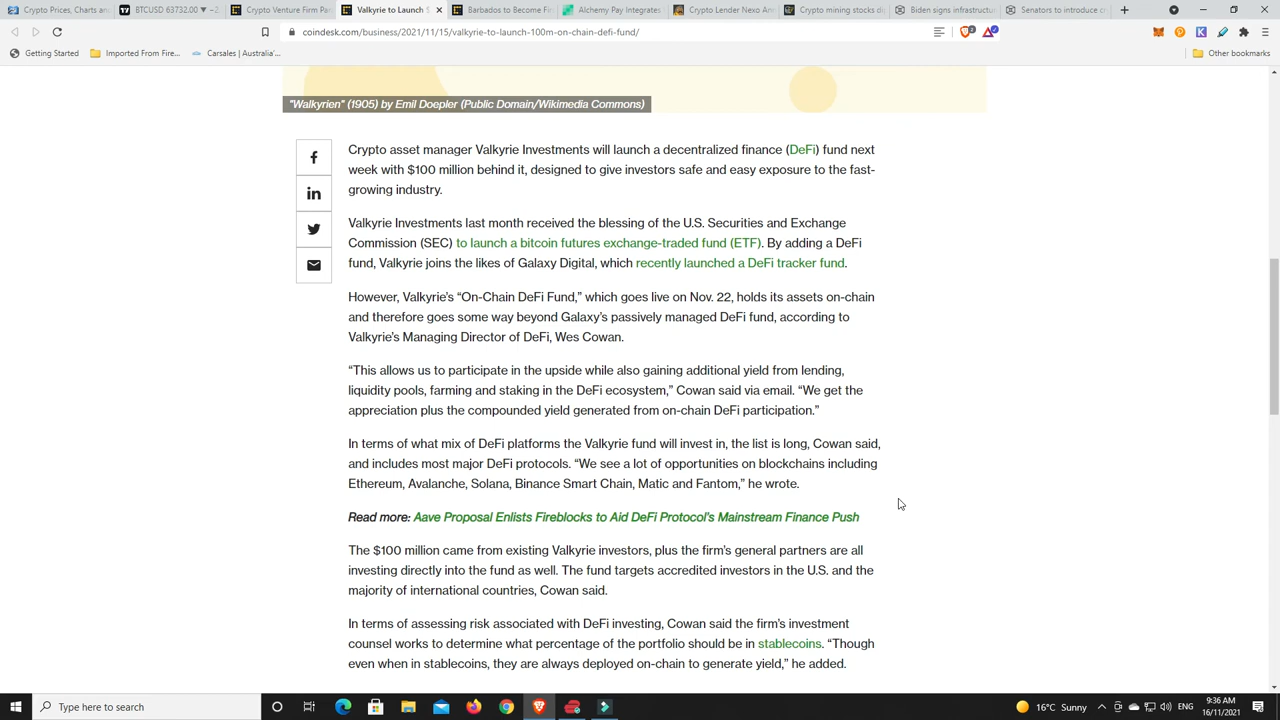 Crypto Prices, Charts an
BTCUSD 63732.00 ▼ −2.
Crypto Venture Firm Pa
Valkyrie to Launch $
Barbados to Become Fi
Alchemy Pay Integrates
Crypto Lender Nexo An
Crypto mining stocks di
Biden signs infrastructu
Senators to introduce c
coindesk.com/business/2021/11/15/valkyrie-to-launch-100m-on-chain-defi-fund/
Getting Started
Imported From Fire...
Carsales | Australia'...
Other bookmarks
"Walkyrien" (1905) by Emil Doepler (Public Domain/Wikimedia Commons)
Crypto asset manager Valkyrie Investments will launch a decentralized finance (DeFi) fund next
week with $100 million behind it, designed to give investors safe and easy exposure to the fast-
growing industry.
Valkyrie Investments last month received the blessing of the U.S. Securities and Exchange
Commission (SEC) to launch a bitcoin futures exchange-traded fund (ETF). By adding a DeFi
fund, Valkyrie joins the likes of Galaxy Digital, which recently launched a DeFi tracker fund.
However, Valkyrie's “On-Chain DeFi Fund,” which goes live on Nov. 22, holds its assets on-chain
and therefore goes some way beyond Galaxy's passively managed DeFi fund, according to
Valkyrie's Managing Director of DeFi, Wes Cowan.
“This allows us to participate in the upside while also gaining additional yield from lending,
liquidity pools, farming and staking in the DeFi ecosystem,” Cowan said via email. “We get the
appreciation plus the compounded yield generated from on-chain DeFi participation.”
In terms of what mix of DeFi platforms the Valkyrie fund will invest in, the list is long, Cowan said,
and includes most major DeFi protocols. “We see a lot of opportunities on blockchains including
Ethereum, Avalanche, Solana, Binance Smart Chain, Matic and Fantom,” he wrote.
Read more: Aave Proposal Enlists Fireblocks to Aid DeFi Protocol's Mainstream Finance Push
The $100 million came from existing Valkyrie investors, plus the firm's general partners are all
investing directly into the fund as well. The fund targets accredited investors in the U.S. and the
majority of international countries, Cowan said.
In terms of assessing risk associated with DeFi investing, Cowan said the firm's investment
counsel works to determine what percentage of the portfolio should be in stablecoins. “Though
even when in stablecoins, they are always deployed on-chain to generate yield,” he added.
Type here to search
16°C Sunny
ENG
9:36 AM
16/11/2021